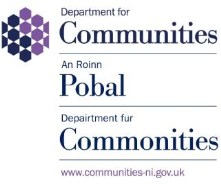 Department for
Communities
An Roinn
Pobal
Depairtment fur
Commonities
www.communities-ni.gov.uk